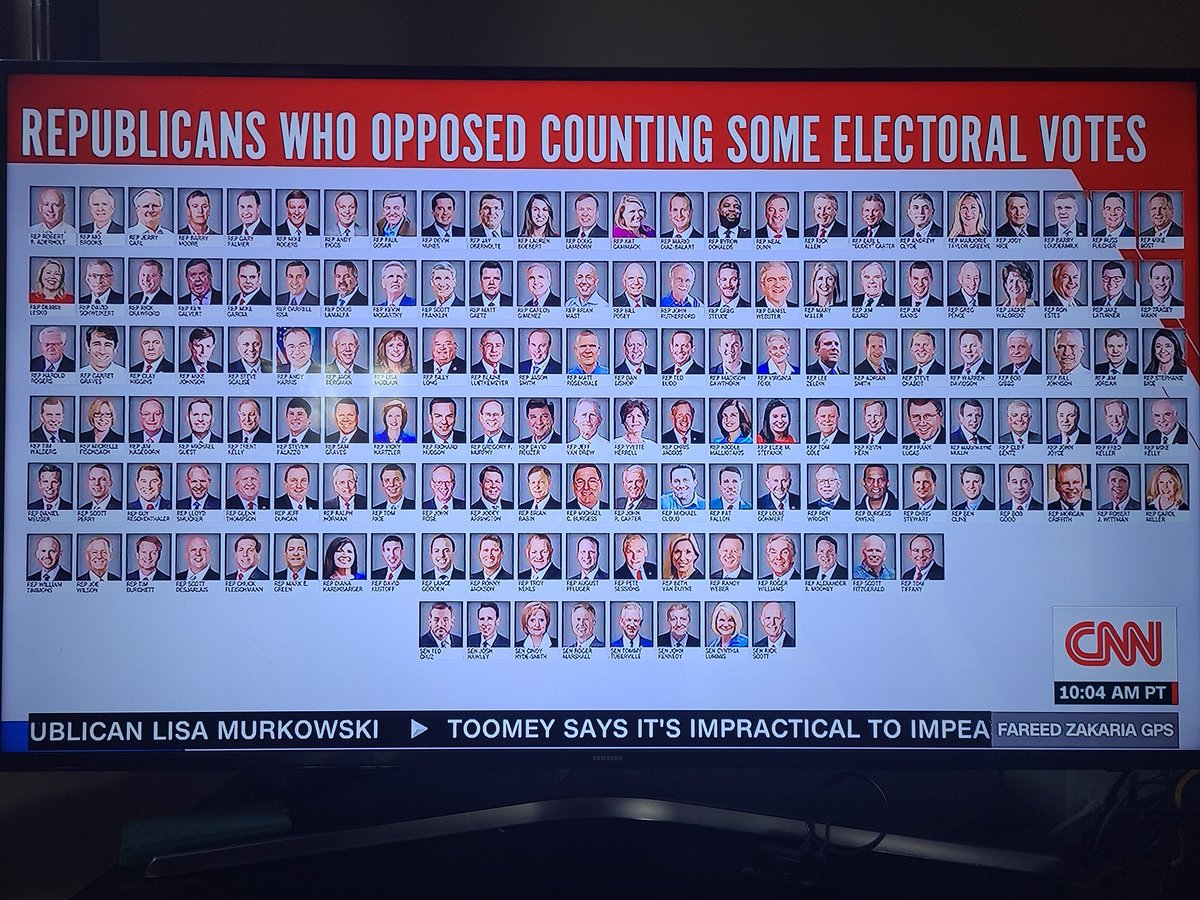 REPUBLICANS WHO OPPOSED COUNTING SOME ELECTORAL VOTES
REP ROBERT
B. ADERHOLT
REP MO
BROOKS
REP JERRY
CARL
REP BARRY
MOORE
REP GARY
PALMER
REP MIKE
ROGERS
REP ANDY
BIGGS
REP PAUL
GOSAR
REP DEVIN
NUNES
REP JAY
OBERNOLTE
REP LAUREN
BOEBERT
REP DOUG
LAMBORN
REP KAT
CAMMACK
REP MARIO
DIAZ-BALART
REP BYRON
DONALDS
REP NEAL
DUNN
REP RICK
ALLEN
REP EARL L.
"BUDDY" CARTER
REP ANDREW
CLYDE
REP MARJORIE
TAYLOR GREENE
REP JODY
HICE
REP BARRY
LOUDERMILK
REP RUSS
FULCHER
REP MIKE
BOST
REP DEBBIE
LESKO
REP DAVID
SCHWEIKERT
REP RICK
CRAWFORD
REP KEN
CALVERT
REP MIKE
GARCIA
REP DARRELL
ISSA
REP DOUG
LAMALFA
REP KEVIN
MCCARTHY
REP SCOTT
FRANKLIN
REP MATT
GAETZ
REP CARLOS
GIMENEZ
REP BRIAN
MAST
REP BILL
POSEY
REP JOHN
RUTHERFORD
REP GREG
STEUBE
REP DANIEL
WEBSTER
REP MARY
MILLER
REP JIM
BAIRD
REP JIM
BANKS
REP GREG
PENCE
REP JACKIE
WALORSKI
REP RON
ESTES
REP JAKE
LATURNER
REP TRACEY
MANN
REP HAROLD
ROGERS
REP GARRET
GRAVES
REP CLAY
HIGGINS
REP MIKE
JOHNSON
REP STEVE
SCALISE
REP ANDY
HARRIS
REP JACK
BERGMAN
REP LISA
MCCLAIN
REP BILLY
LONG
REP BLAINE
LUETKEMEYER
REP JASON
SMITH
REP MATT
ROSENDALE
REP DAN
BISHOP
REP TED
BUDD
REP MADISON
CAWTHORN
REP VIRGINIA
FOXX
REP LEE
ZELDIN
REP ADRIAN
SMITH
REP STEVE
CHABOT
REP WARREN
DAVIDSON
REP BOB
GIBBS
REP BILL
JOHNSON
REP JIM
JORDAN
REP STEPHANIE
BICE
REP TIM
WALBERG
REP MICHELLE
FISCHBACH
REP JIM
HAGEDORN
REP MICHAEL
GUEST
REP TRENT
KELLY
REP STEVEN
PALAZZO
REP SAM
GRAVES
REP VICKY
HARTZLER
REP RICHARD
HUDSON
REP GREGORY F.
MURPHY
REP DAVID
ROUZER
REP JEFF
VAN DREW
REP YVETTE
HERRELL
REP CHRIS
JACOBS
REP NICOLE
MALLIOTAKIS
REP ELISE M.
STEFANIK
REP TOM
COLE
REP KEVIN
HERN
REP FRANK
LUCAS
REP MARKWAYNE
MULLIN
REP CLIFF
BENTZ
REP JOHN
JOYCE
REP FRED
KELLER
REP MIKE
KELLY
REP DANIEL
MEUSER
REP SCOTT
PERRY
REP GUY
RESCHENTHALER
REP LLOYD
SMUCKER
REP GLENN
THOMPSON
REP JEFF
DUNCAN
REP RALPH
NORMAN
REP TOM
RICE
REP JOHN
ROSE
REP JODEY
ARRINGTON
REP BRIAN
BABIN
REP MICHAEL
C. BURGESS
REP JOHN
R. CARTER
REP MICHAEL
CLOUD
REP PAT
FALLON
REP LOUIE
GOHMERT
REP RON
WRIGHT
REP BURGESS
OWENS
REP CHRIS
STEWART
REP BEN
CLINE
REP BOB
GOOD
REP MORGAN
GRIFFITH
REP ROBERT
J. WITTMAN
REP CAROL
MILLER
REP WILLIAM
TIMMONS
REP JOE
WILSON
REP TIM
BURCHETT
REP SCOTT
DESJARLAIS
REP CHUCK
FLEISCHMANN
REP MARK E.
GREEN
REP DIANA
HARSHBARGER
REP DAVID
KUSTOFF
REP LANCE
GOODEN
REP RONNY
JACKSON
REP TROY
NEHLS
REP AUGUST
PFLUGER
REP PETE
SESSIONS
REP BETH
VAN DUYNE
REP RANDY
WEBER
REP ROGER
WILLIAMS
REP ALEXANDER
X. MOONEY
REP SCOTT
FITZGERALD
REP TOM
TIFFANY
SEN TED
CRUZ
SEN JOSH
HAWLEY
SEN CINDY
HYDE-SMITH
SEN ROGER
MARSHALL
SEN TOMMY
TUBERVILLE
SEN JOHN
KENNEDY
SEN CYNTHIA
LUMMIS
SEN RICK
SCOTT
CNN
10:04 AM PT
UBLICAN LISA MURKOWSKI ▶ TOOMEY SAYS IT'S IMPRACTICAL TO IMPEA
FAREED ZAKARIA GPS
SAMSUNG